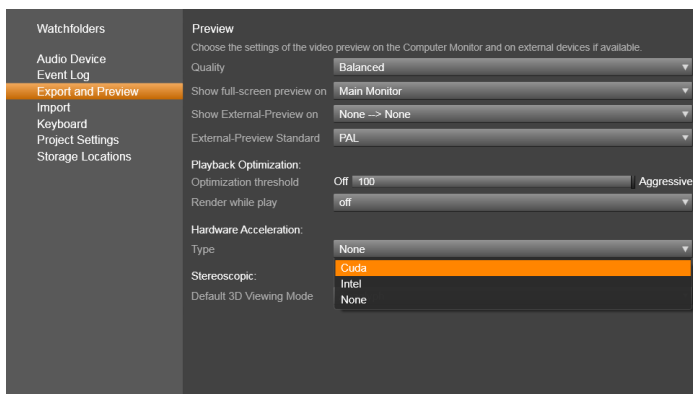 Watchfolders
Audio Device
Event Log
Export and Preview
Import
Keyboard
Project Settings
Storage Locations
Preview
Choose the settings of the video preview on the Computer Monitor and on external devices if available.
Quality Balanced
Show full-screen preview on Main Monitor
Show External-Preview on None --> None
External-Preview Standard PAL
Playback Optimization:
Optimization threshold Off 100 Aggressive
Render while play off
Hardware Acceleration:
Type None
Cuda
Intel
None
Stereoscopic:
Default 3D Viewing Mode